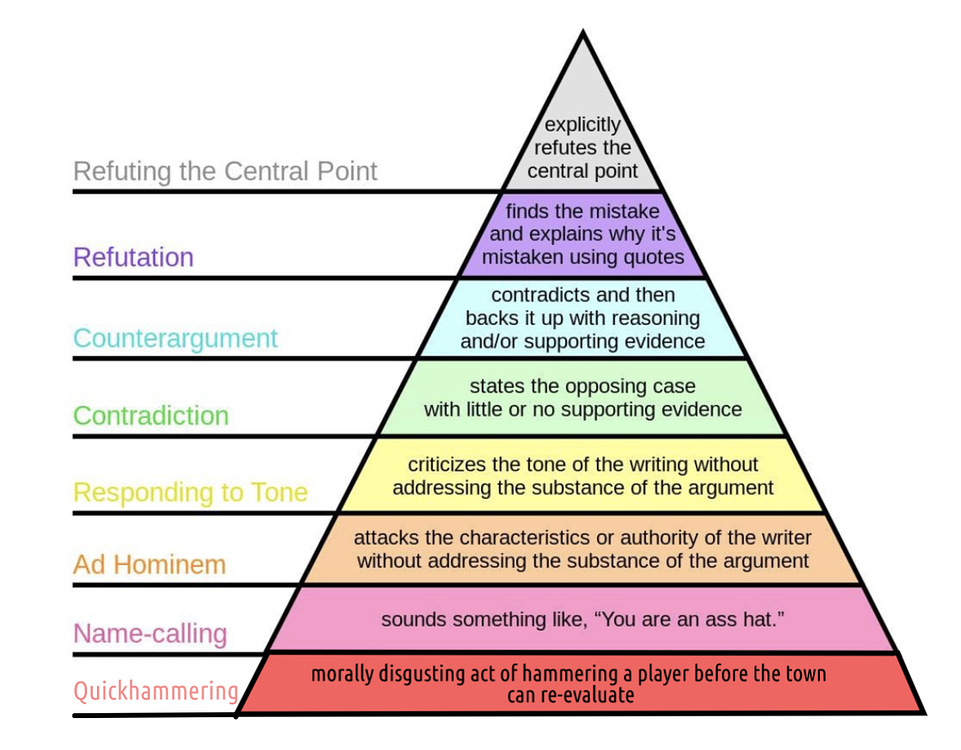 explicitly
refutes the
central point
Refuting the Central Point
finds the mistake
and explains why it's
mistaken using quotes
Refutation
contradicts and then
backs it up with reasoning
and/or supporting evidence
Counterargument
states the opposing case
with little or no supporting evidence
Contradiction
criticizes the tone of the writing without
addressing the substance of the argument
Responding to Tone
attacks the characteristics or authority of the writer
without addressing the substance of the argument
Ad Hominem
sounds something like, “You are an ass hat.”
Name-calling
morally disgusting act of hammering a player before the town
can re-evaluate
Quickhammering